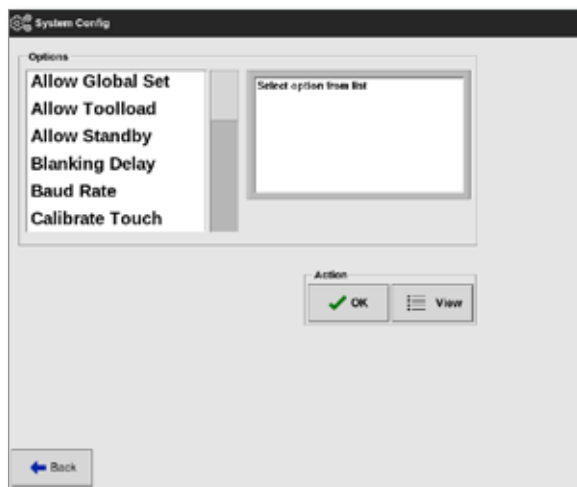 System Config
Options
Allow Global Set
Allow Toolload
Allow Standby
Blanking Delay
Baud Rate
Calibrate Touch
Select option from list
Action
OK
View
Back